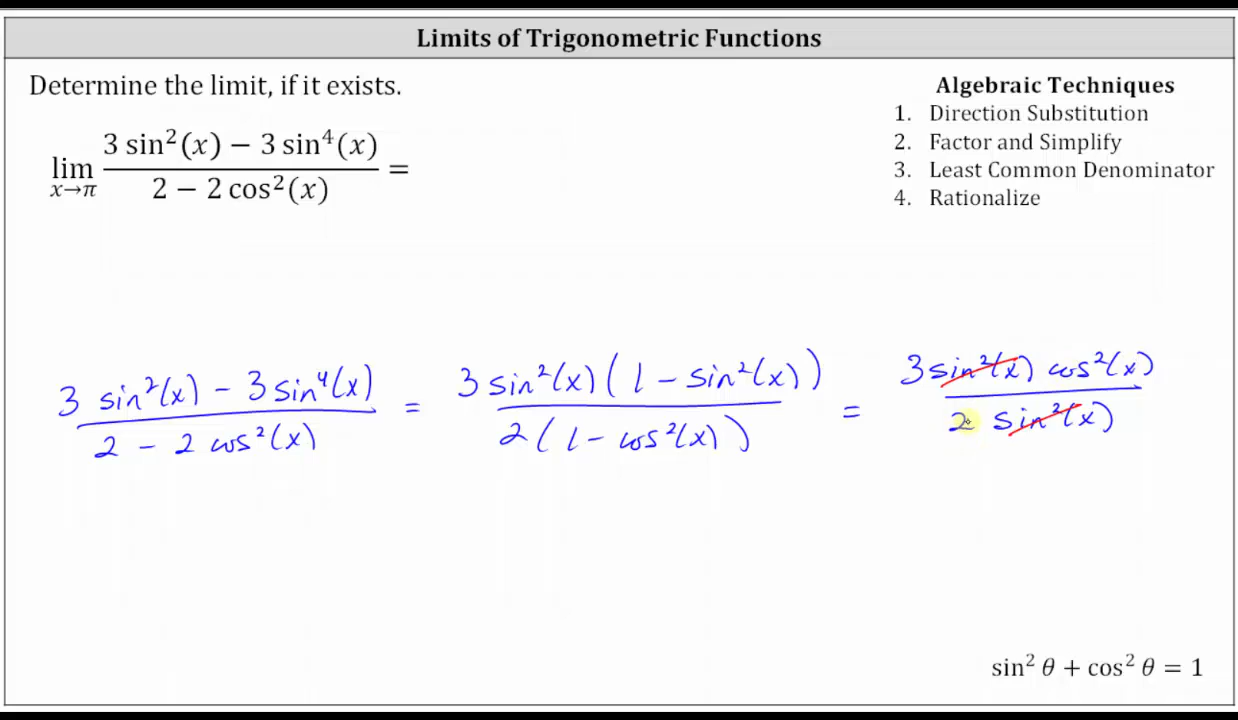 Limits of Trigonometric Functions
Determine the limit, if it exists.
lim x→π (3 sin²(x) − 3 sin⁴(x)) / (2 − 2 cos²(x)) =
Algebraic Techniques
1. Direction Substitution
2. Factor and Simplify
3. Least Common Denominator
4. Rationalize
(3 sin²(x) − 3 sin⁴(x)) / (2 − 2 cos²(x)) = (3 sin²(x) (1 − sin²(x))) / (2 (1 − cos²(x))) = (3 sin²(x) cos²(x)) / (2 sin²(x))
sin² θ + cos² θ = 1